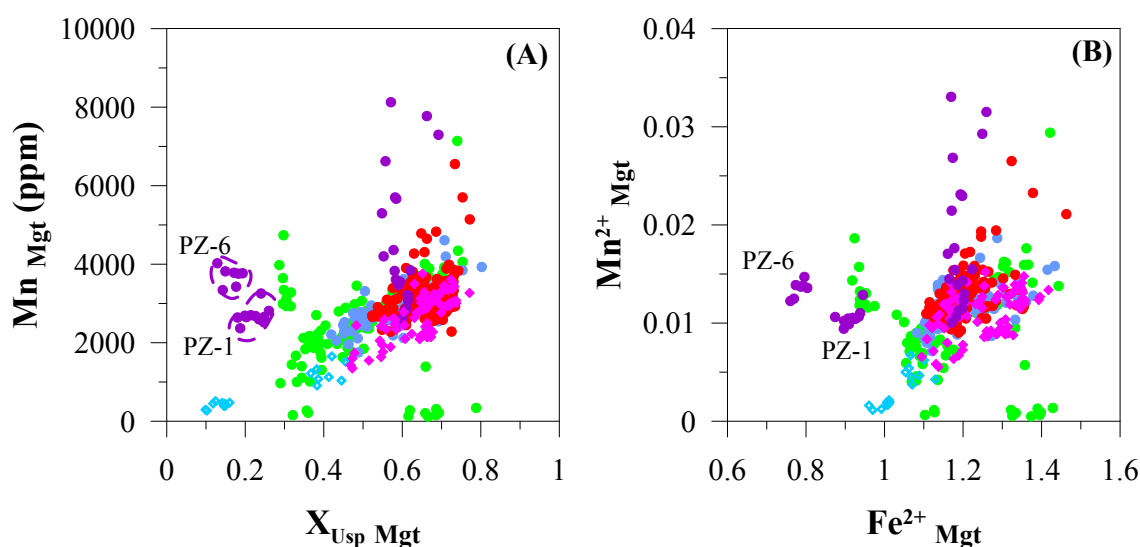 (A)
Mn Mgt (ppm)
10000
8000
6000
4000
2000
0
PZ-6
PZ-1
0 0.2 0.4 0.6 0.8 1
X Usp Mgt
(B)
Mn2+ Mgt
0.04
0.03
0.02
0.01
0
PZ-6
PZ-1
0.6 0.8 1 1.2 1.4 1.6
Fe2+ Mgt